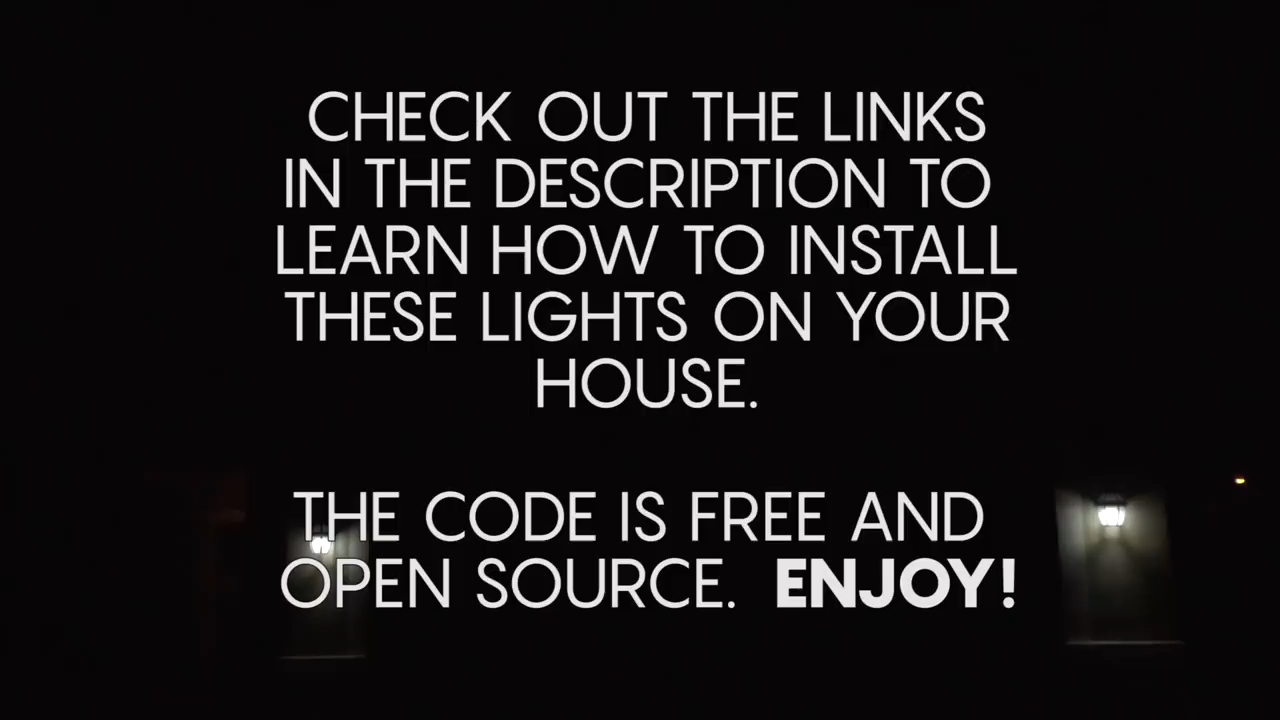 CHECK OUT THE LINKS
IN THE DESCRIPTION TO
LEARN HOW TO INSTALL
THESE LIGHTS ON YOUR
HOUSE.
THE CODE IS FREE AND
OPEN SOURCE. ENJOY!